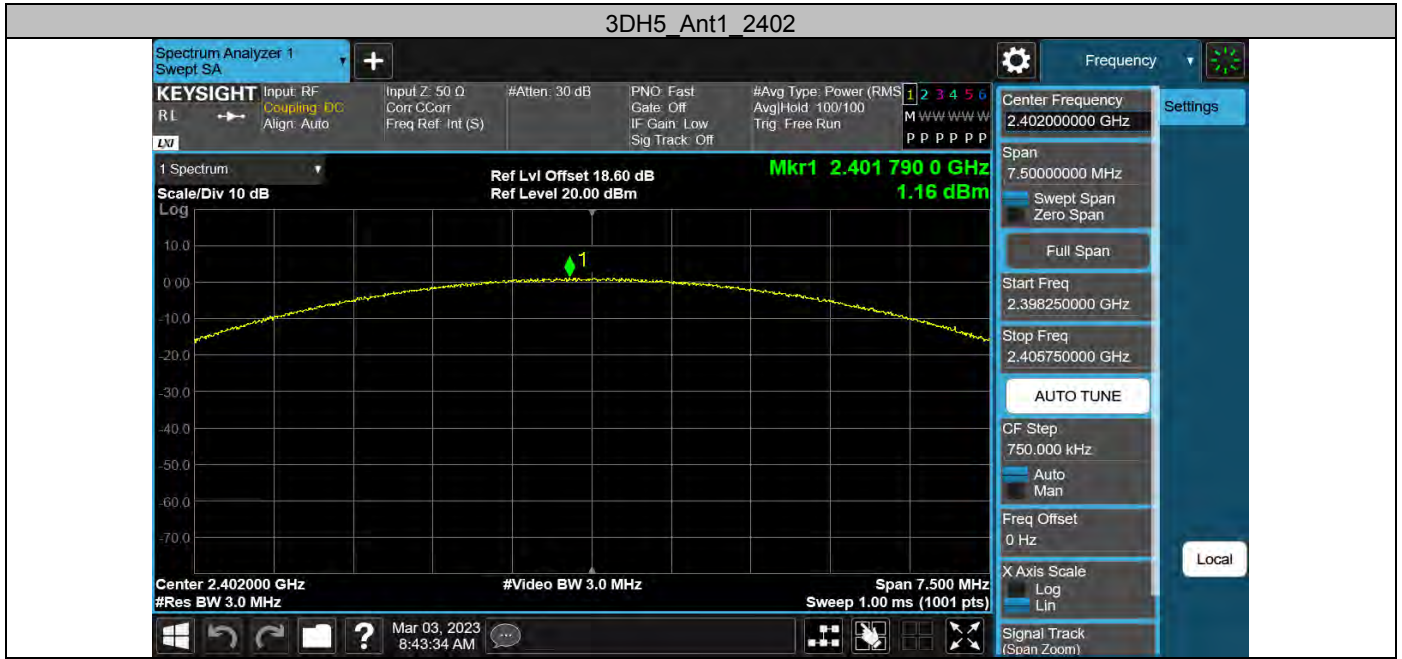 3DH5_Ant1_2402
Spectrum Analyzer 1
Swept SA
+
Frequency
KEYSIGHT
RL
LXI
Input: RF
Coupling: DC
Align: Auto
Input Z: 50 Ω
Corr CCorr
Freq Ref: Int (S)
#Atten: 30 dB
PNO: Fast
Gate: Off
IF Gain: Low
Sig Track: Off
#Avg Type: Power (RMS
Avg|Hold: 100/100
Trig: Free Run
1 2 3 4 5 6
M W W W W W
P P P P P P
1 Spectrum
Scale/Div 10 dB
Log
Ref Lvl Offset 18.60 dB
Ref Level 20.00 dBm
Mkr1 2.401 790 0 GHz
1.16 dBm
10.0
0.00
-10.0
-20.0
-30.0
-40.0
-50.0
-60.0
-70.0
1
Center 2.402000 GHz
#Res BW 3.0 MHz
#Video BW 3.0 MHz
Span 7.500 MHz
Sweep 1.00 ms (1001 pts)
?
Mar 03, 2023
8:43:34 AM
Center Frequency
2.402000000 GHz
Span
7.50000000 MHz
Swept Span
Zero Span
Full Span
Start Freq
2.398250000 GHz
Stop Freq
2.405750000 GHz
AUTO TUNE
CF Step
750.000 kHz
Auto
Man
Freq Offset
0 Hz
X Axis Scale
Log
Lin
Signal Track
(Span Zoom)
Settings
Local